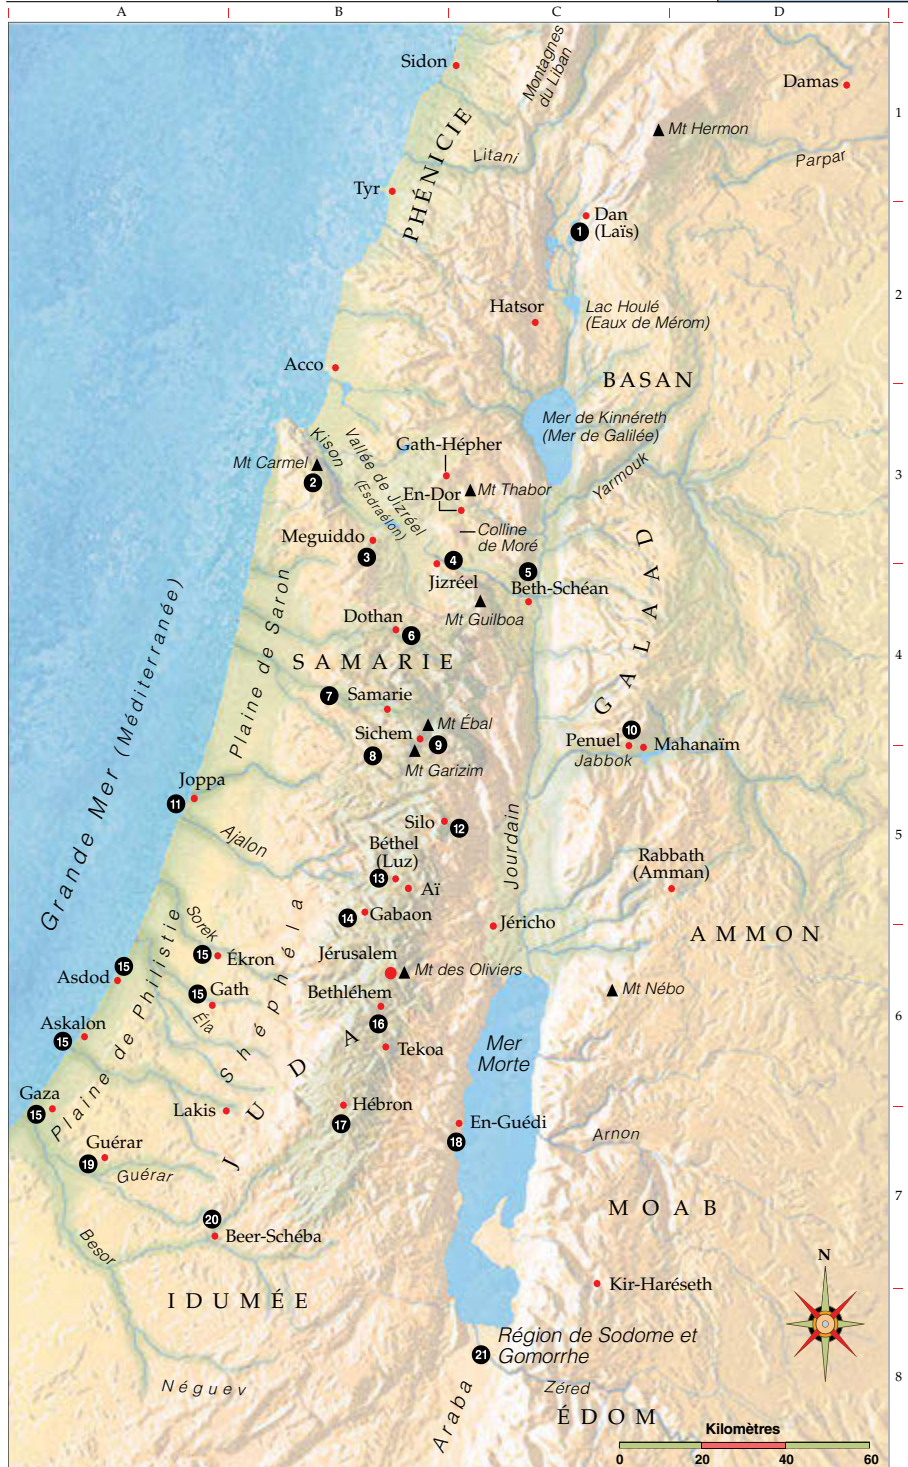 A B C D
1
2
3
4
5
6
7
8
Sidon
Montagnes
du Liban
Damas
Mt Hermon
PHÉNICIE
Litani
Parpar
Tyr
Dan
(Laïs)
1
Hatsor
Lac Houlé
(Eaux de Mérom)
Acco
BASAN
Mer de Kinnéreth
(Mer de Galilée)
Kison
Vallée de Jizréel
(Esdraélon)
Gath-Hépher
Mt Carmel
2
En-Dor
Mt Thabor
Yarmouk
Colline
de Moré
Meguiddo
3
4
Jizréel
5
Beth-Schéan
Mt Guilboa
GALAAD
Plaine de Saron
Dothan
6
SAMARIE
7
Samarie
Mt Ébal
Sichem
8
9
Mt Garizim
10
Penuel
Mahanaïm
Jabbok
Grande Mer (Méditerranée)
Joppa
11
Silo
12
Jourdain
Ajalon
Béthel
(Luz)
13
Aï
Rabbath
(Amman)
14
Gabaon
Jéricho
AMMON
Sorek
15
Ékron
Jérusalem
Mt des Oliviers
Asdod
15
15
Gath
Bethléhem
Mt Nébo
Éla
16
Askalon
15
Plaine de Philistie
Shéphéla
JUDA
Tekoa
Mer
Morte
Gaza
15
Lakis
Hébron
17
En-Guédi
18
Arnon
Guérar
19
Guérar
MOAB
20
Beer-Schéba
Besor
N
Kir-Haréseth
IDUMÉE
Région de Sodome et
Gomorrhe
21
Néguev
Araba
Zéred
ÉDOM
Kilomètres
0 20 40 60